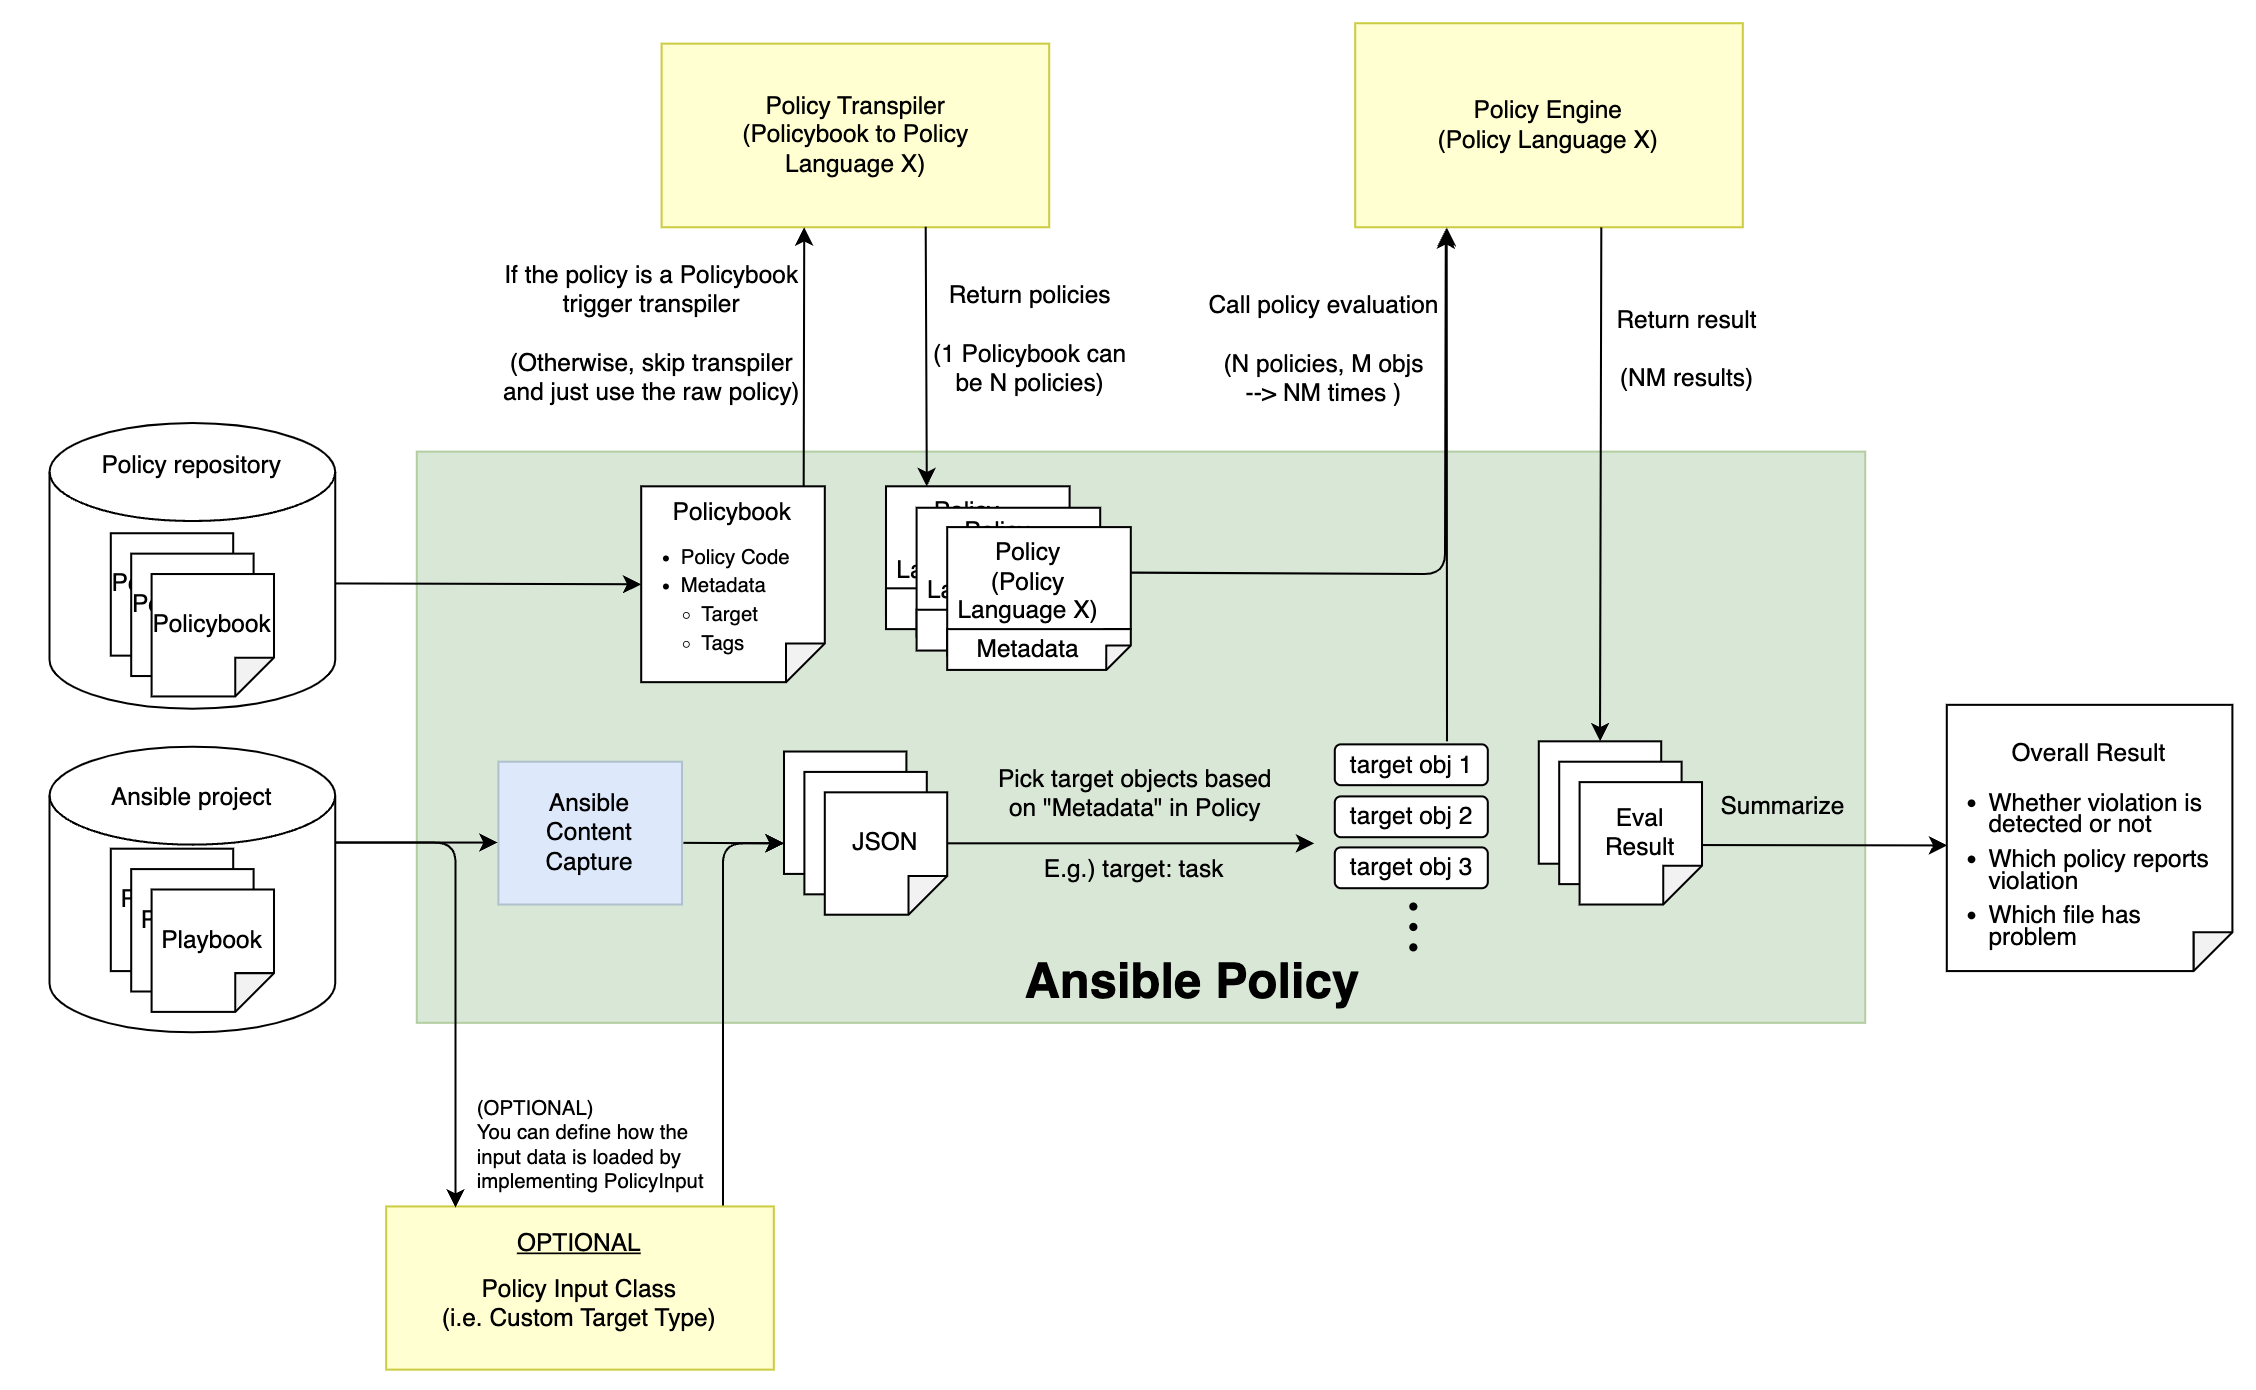 Policy Transpiler
(Policybook to Policy
Language X)
Policy Engine
(Policy Language X)
If the policy is a Policybook
trigger transpiler
(Otherwise, skip transpiler
and just use the raw policy)
Return policies
(1 Policybook can
be N policies)
Call policy evaluation
(N policies, M objs
--> NM times )
Return result
(NM results)
Policy repository
Policybook
Policybook
• Policy Code
• Metadata
◦ Target
◦ Tags
Policy
Policy
Policy
(Policy
Language X)
Metadata
Ansible project
Playbook
Ansible
Content
Capture
JSON
Pick target objects based
on "Metadata" in Policy
E.g.) target: task
target obj 1
target obj 2
target obj 3
Eval
Result
Summarize
Overall Result
• Whether violation is
detected or not
• Which policy reports
violation
• Which file has
problem
Ansible Policy
(OPTIONAL)
You can define how the
input data is loaded by
implementing PolicyInput
OPTIONAL
Policy Input Class
(i.e. Custom Target Type)